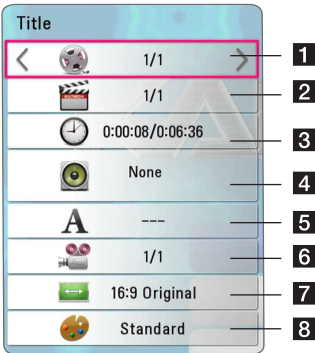 Title
1/1 1
1/1 2
0:00:08/0:06:36 3
None 4
A --- 5
1/1 6
16:9 Original 7
Standard 8